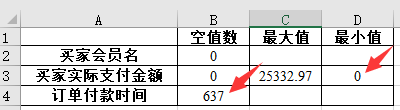 A B C D
1 空值数 最大值 最小值
2 买家会员名 0
3 买家实际支付金额 0 25332.97 0
4 订单付款时间 637